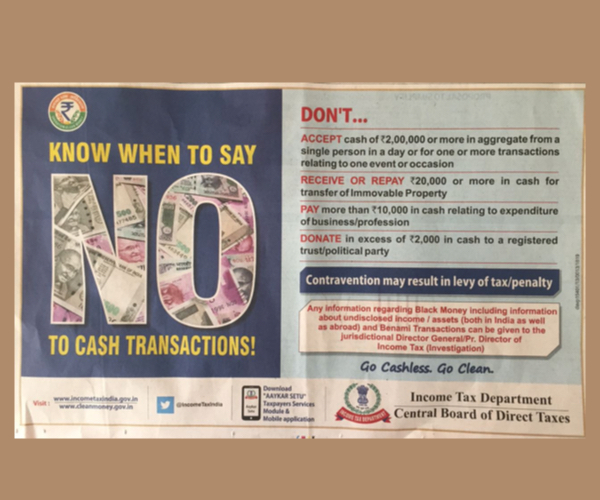 KNOW WHEN TO SAY
NO
TO CASH TRANSACTIONS!
DON'T...
ACCEPT cash of ₹2,00,000 or more in aggregate from a
single person in a day or for one or more transactions
relating to one event or occasion
RECEIVE OR REPAY ₹20,000 or more in cash for
transfer of Immovable Property
PAY more than ₹10,000 in cash relating to expenditure
of business/profession
DONATE in excess of ₹2,000 in cash to a registered
trust/political party
Contravention may result in levy of tax/penalty
Any information regarding Black Money including information
about undisclosed income / assets (both in India as well
as abroad) and Benami Transactions can be given to the
jurisdictional Director General/Pr. Director of
Income Tax (Investigation)
Go Cashless. Go Clean.
Visit : www.incometaxindia.gov.in
www.cleanmoney.gov.in
@IncomeTaxIndia
Download
"AAYKAR SETU"
Taxpayers Services
Module &
Mobile application
INCOME TAX DEPARTMENT
Income Tax Department
Central Board of Direct Taxes